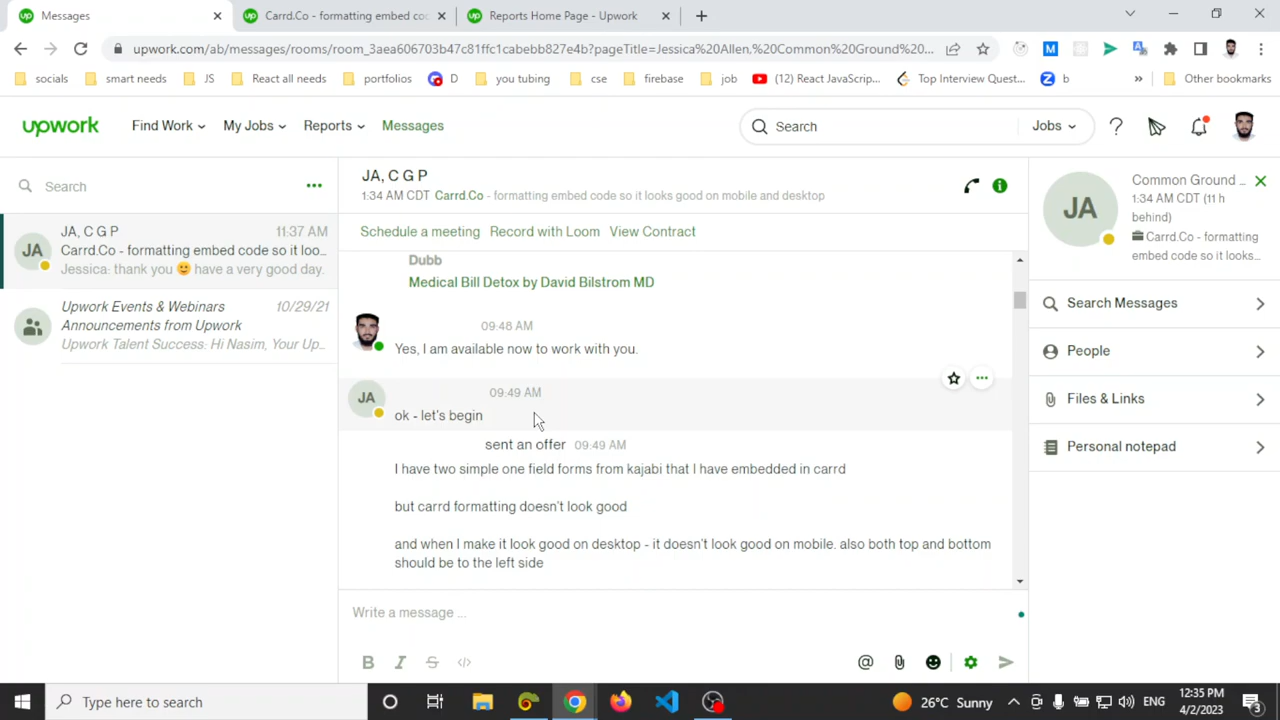 Messages
Carrd.Co - formatting embed code
Reports Home Page - Upwork
upwork.com/ab/messages/rooms/room_3aea606703b47c81ffc1cabebb827e4b?pageTitle=Jessica%20Allen,%20Common%20Ground%20...
socials
smart needs
JS
React all needs
portfolios
D
you tubing
cse
firebase
job
(12) React JavaScrip...
Top Interview Quest...
b
»
Other bookmarks
upwork
Find Work
My Jobs
Reports
Messages
Search
Jobs
Search
JA, C G P
1:34 AM CDT Carrd.Co - formatting embed code so it looks good on mobile and desktop
Schedule a meeting Record with Loom View Contract
JA
JA, C G P 11:37 AM
Carrd.Co - formatting embed code so it loo...
Jessica: thank you 🙂 have a very good day.
Upwork Events & Webinars 10/29/21
Announcements from Upwork
Upwork Talent Success: Hi Nasim, Your Up...
Dubb
Medical Bill Detox by David Bilstrom MD
09:48 AM
Yes, I am available now to work with you.
JA
09:49 AM
ok - let's begin
sent an offer 09:49 AM
I have two simple one field forms from kajabi that I have embedded in carrd
but carrd formatting doesn't look good
and when I make it look good on desktop - it doesn't look good on mobile. also both top and bottom
should be to the left side
Write a message ...
JA
Common Ground ...
1:34 AM CDT (11 h
behind)
Carrd.Co - formatting
embed code so it looks...
Search Messages
People
Files & Links
Personal notepad
Type here to search
26°C Sunny
ENG
12:35 PM
4/2/2023
3